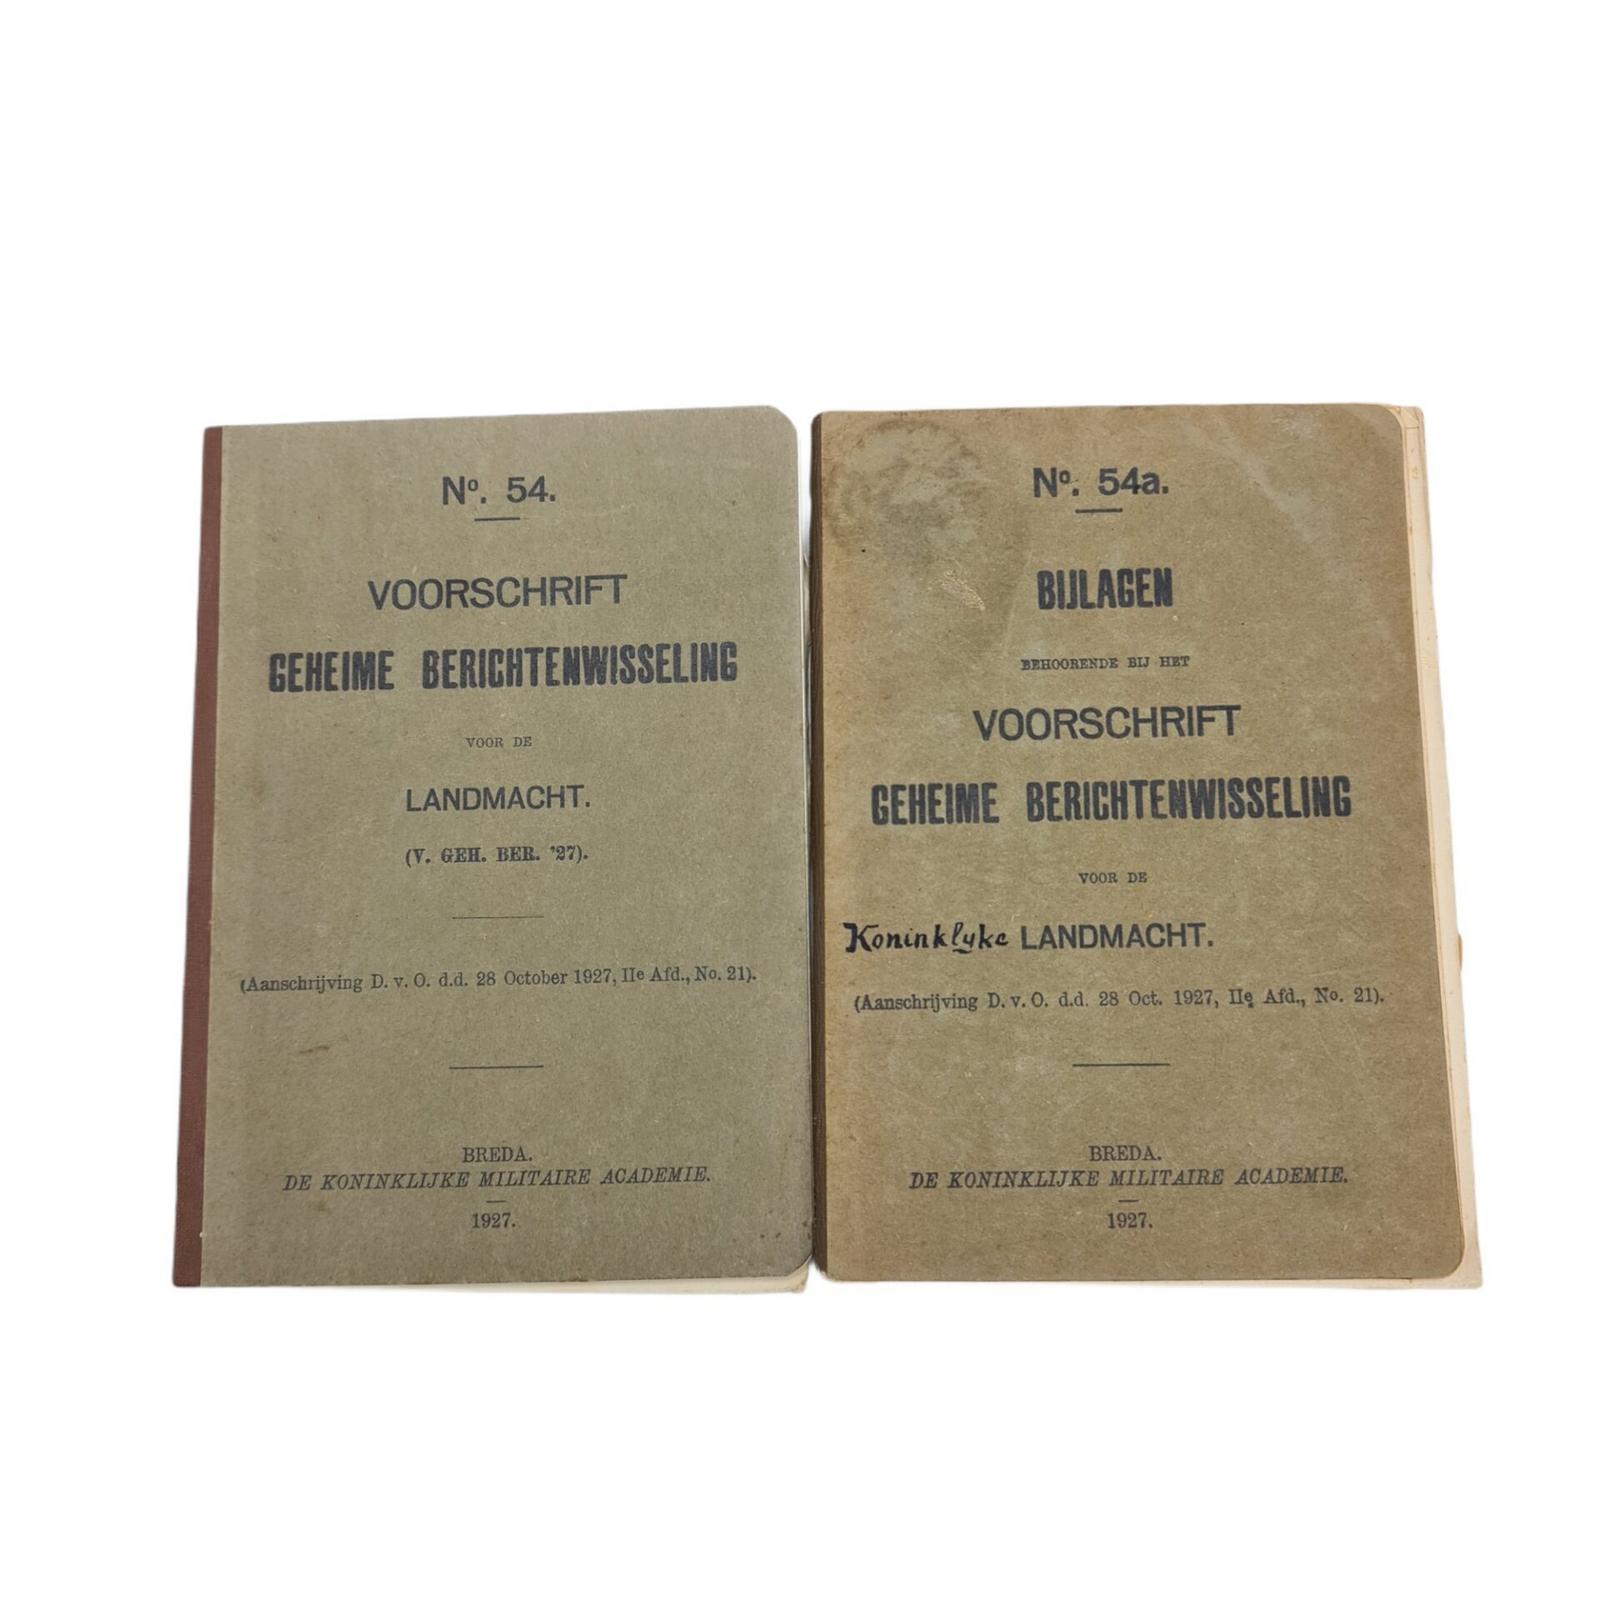 Nº. 54.
VOORSCHRIFT
GEHEIME BERICHTENWISSELING
VOOR DE
LANDMACHT.
(V. GEH. BER. '27).
(Aanschrijving D. v. O. d.d. 28 October 1927, IIe Afd., No. 21).
BREDA.
DE KONINKLIJKE MILITAIRE ACADEMIE.
1927.
Nº. 54a.
BIJLAGEN
BEHOORENDE BIJ HET
VOORSCHRIFT
GEHEIME BERICHTENWISSELING
VOOR DE
Koninklyke LANDMACHT.
(Aanschrijving D. v. O. d.d. 28 Oct. 1927, IIe Afd., No. 21).
BREDA.
DE KONINKLIJKE MILITAIRE ACADEMIE.
1927.